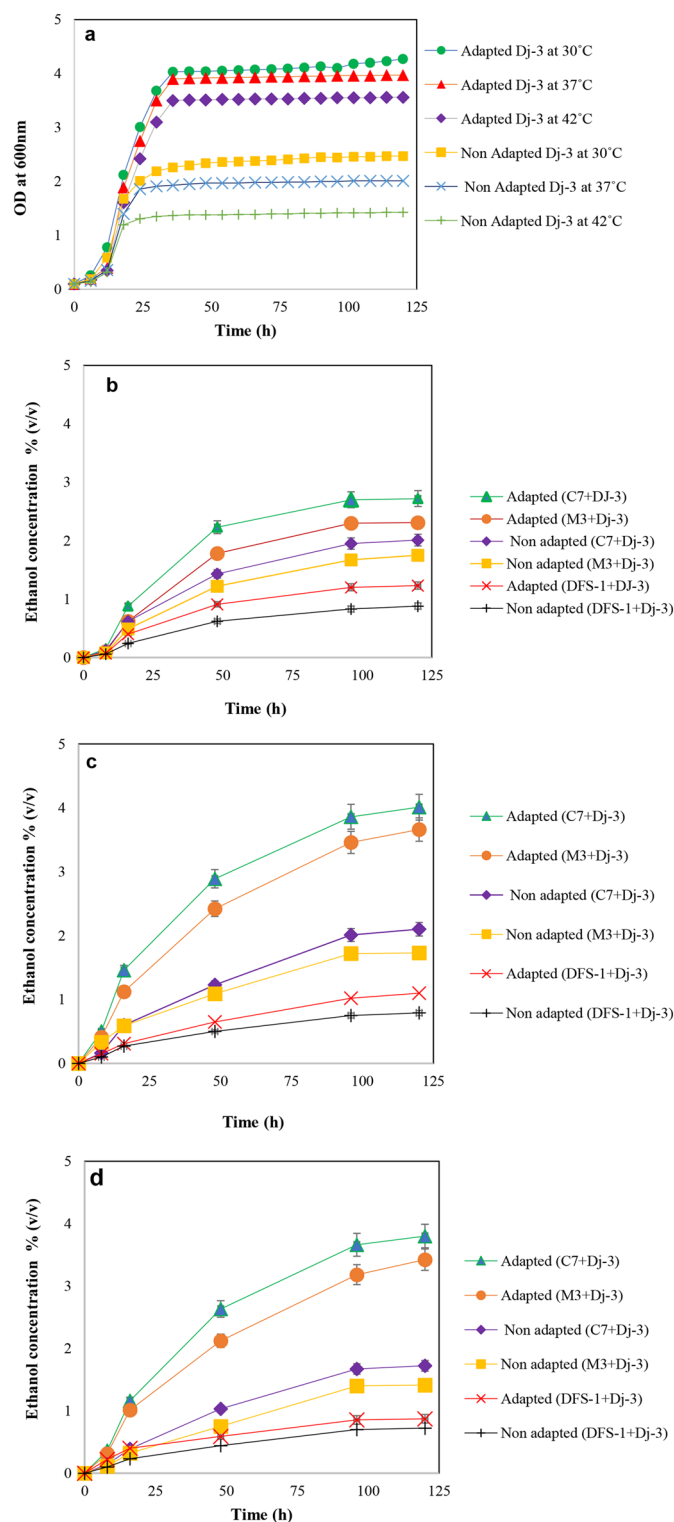 a
5
4
3
2
1
0
OD at 600nm
0 25 50 75 100 125
Time (h)
Adapted Dj-3 at 30˚C
Adapted Dj-3 at 37˚C
Adapted Dj-3 at 42˚C
Non Adapted Dj-3 at 30˚C
Non Adapted Dj-3 at 37˚C
Non Adapted Dj-3 at 42˚C
b
5
4
3
2
1
0
Ethanol concentration % (v/v)
0 25 50 75 100 125
Time (h)
Adapted (C7+DJ-3)
Adapted (M3+Dj-3)
Non adapted (C7+Dj-3)
Non adapted (M3+Dj-3)
Adapted (DFS-1+DJ-3)
Non adapted (DFS-1+Dj-3)
c
5
4
3
2
1
0
Ethanol concentration % (v/v)
0 25 50 75 100 125
Time (h)
Adapted (C7+Dj-3)
Adapted (M3+Dj-3)
Non adapted (C7+Dj-3)
Non adapted (M3+Dj-3)
Adapted (DFS-1+Dj-3)
Non adapted (DFS-1+Dj-3)
d
5
4
3
2
1
0
Ethanol concentration % (v/v)
0 25 50 75 100 125
Time (h)
Adapted (C7+Dj-3)
Adapted (M3+Dj-3)
Non adapted (C7+Dj-3)
Non adapted (M3+Dj-3)
Adapted (DFS-1+Dj-3)
Non adapted (DFS-1+Dj-3)